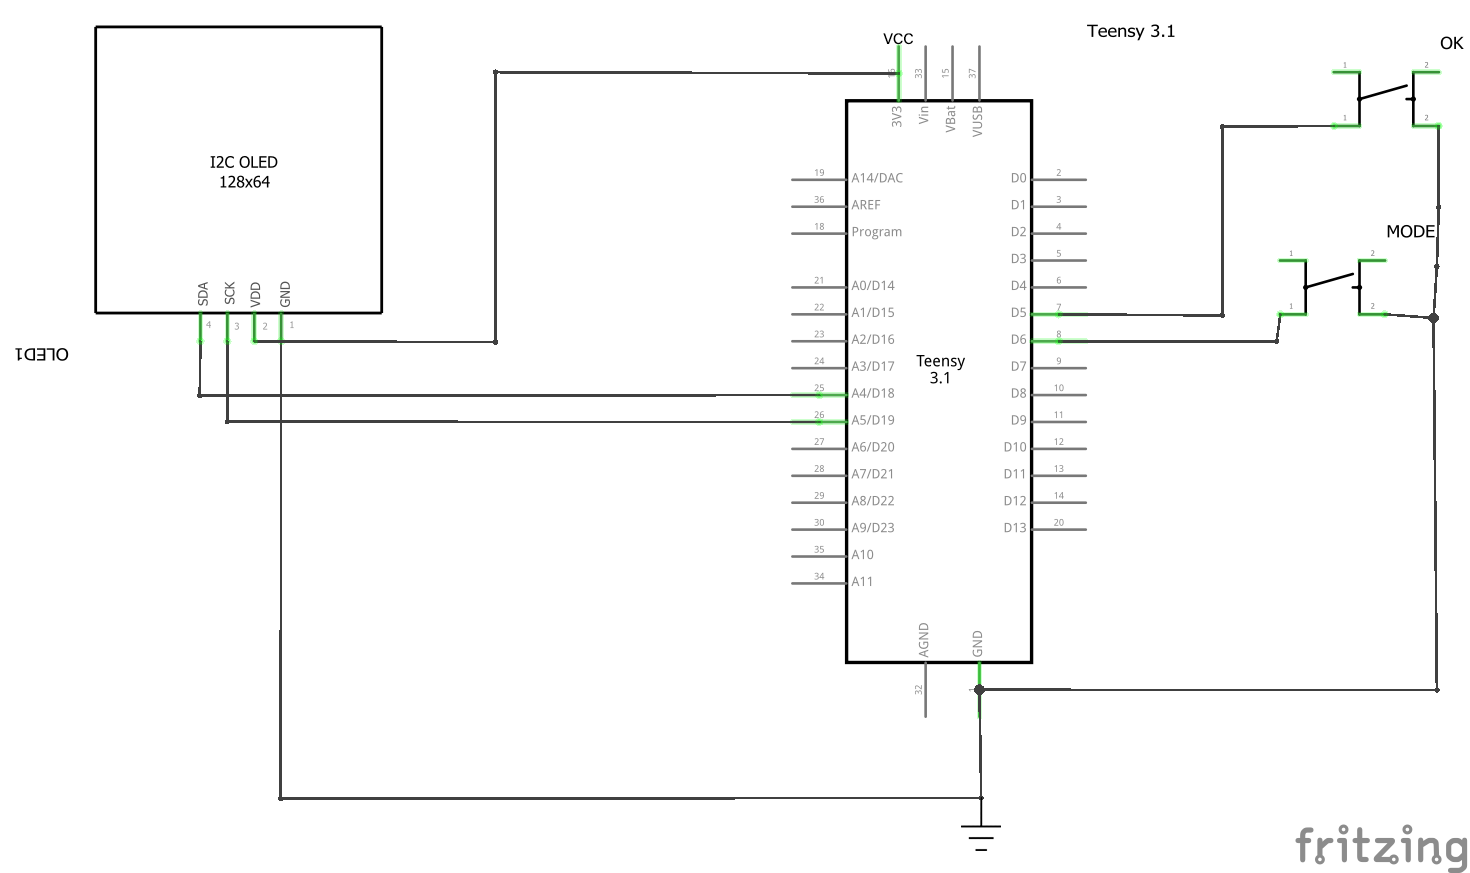 Teensy 3.1
OK
VCC
16
33
15
37
3V3
Vin
VBat
VUSB
1
2
1
2
I2C OLED
128x64
19
A14/DAC
D0
2
36
AREF
D1
3
18
Program
D2
4
MODE
D3
5
1
2
21
A0/D14
D4
6
SDA
SCK
VDD
GND
4
3
2
1
22
A1/D15
D5
7
1
2
23
A2/D16
D6
8
OLED1
24
A3/D17
Teensy
3.1
D7
9
25
A4/D18
D8
10
26
A5/D19
D9
11
27
A6/D20
D10
12
28
A7/D21
D11
13
29
A8/D22
D12
14
30
A9/D23
D13
20
35
A10
34
A11
AGND
GND
32
1
fritzing